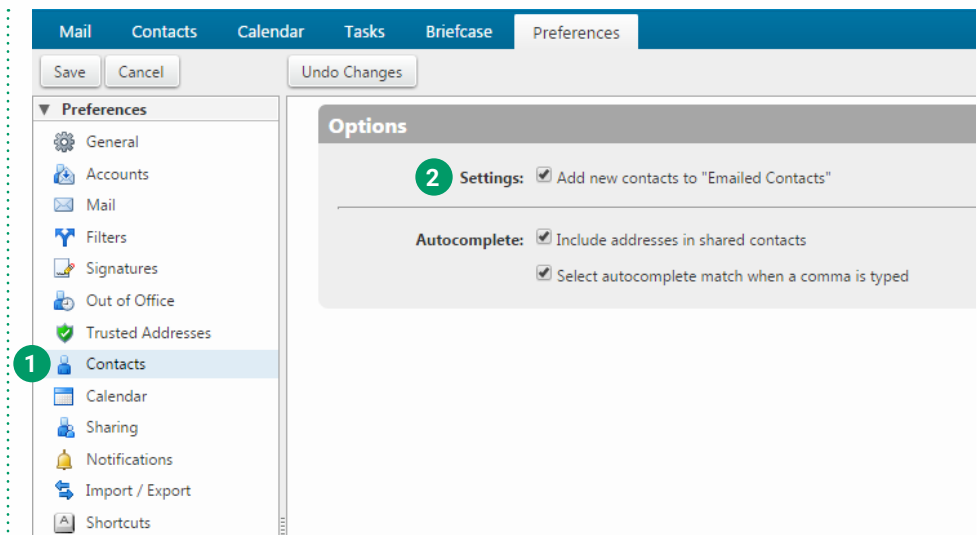 Mail Contacts Calendar Tasks Briefcase Preferences
Save Cancel Undo Changes
Preferences
General
Accounts
Mail
Filters
Signatures
Out of Office
Trusted Addresses
1 Contacts
Calendar
Sharing
Notifications
Import / Export
A Shortcuts
Options
2 Settings: Add new contacts to "Emailed Contacts"
Autocomplete: Include addresses in shared contacts
Select autocomplete match when a comma is typed